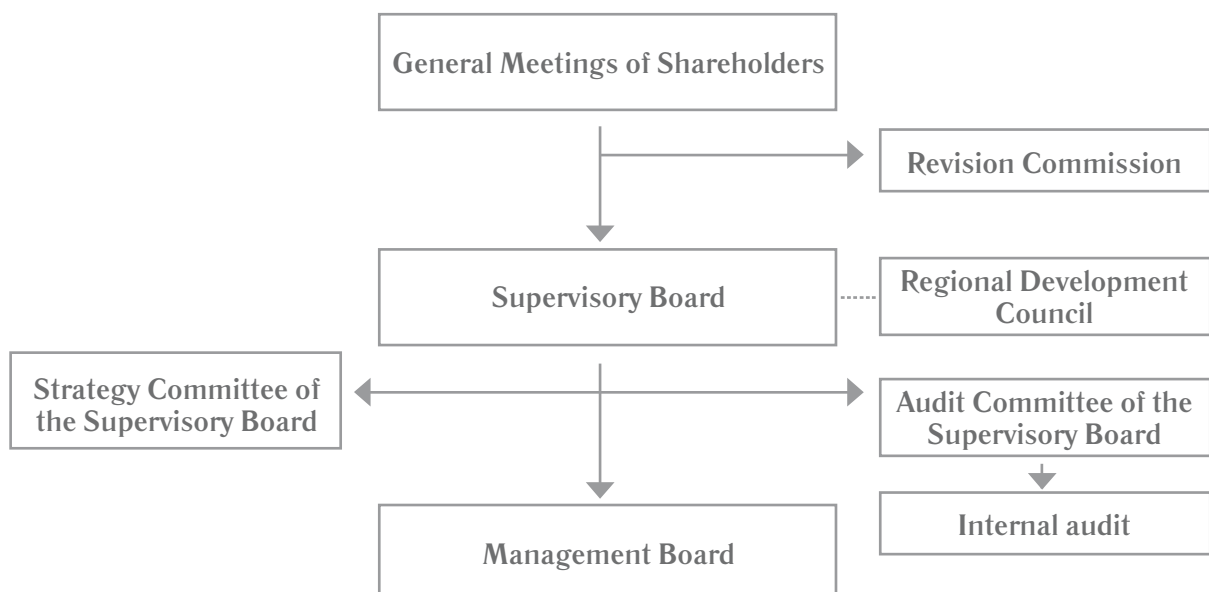 General Meetings of Shareholders
Revision Commission
Supervisory Board
Regional Development
Council
Strategy Committee of
the Supervisory Board
Audit Committee of the
Supervisory Board
Internal audit
Management Board